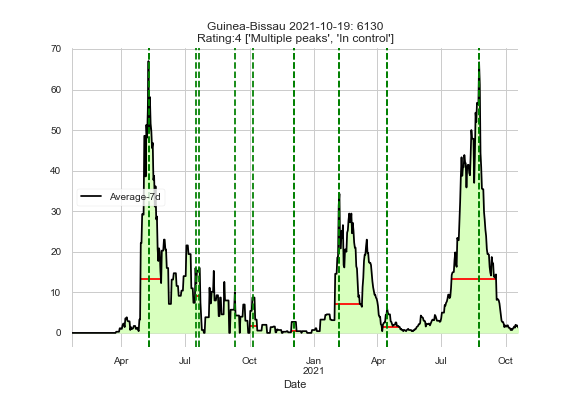 Guinea-Bissau 2021-10-19: 6130
Rating:4 ['Multiple peaks', 'In control']
70
60
50
40
30
20
10
0
Average-7d
Apr
Jul
Oct
Jan
2021
Apr
Jul
Oct
Date